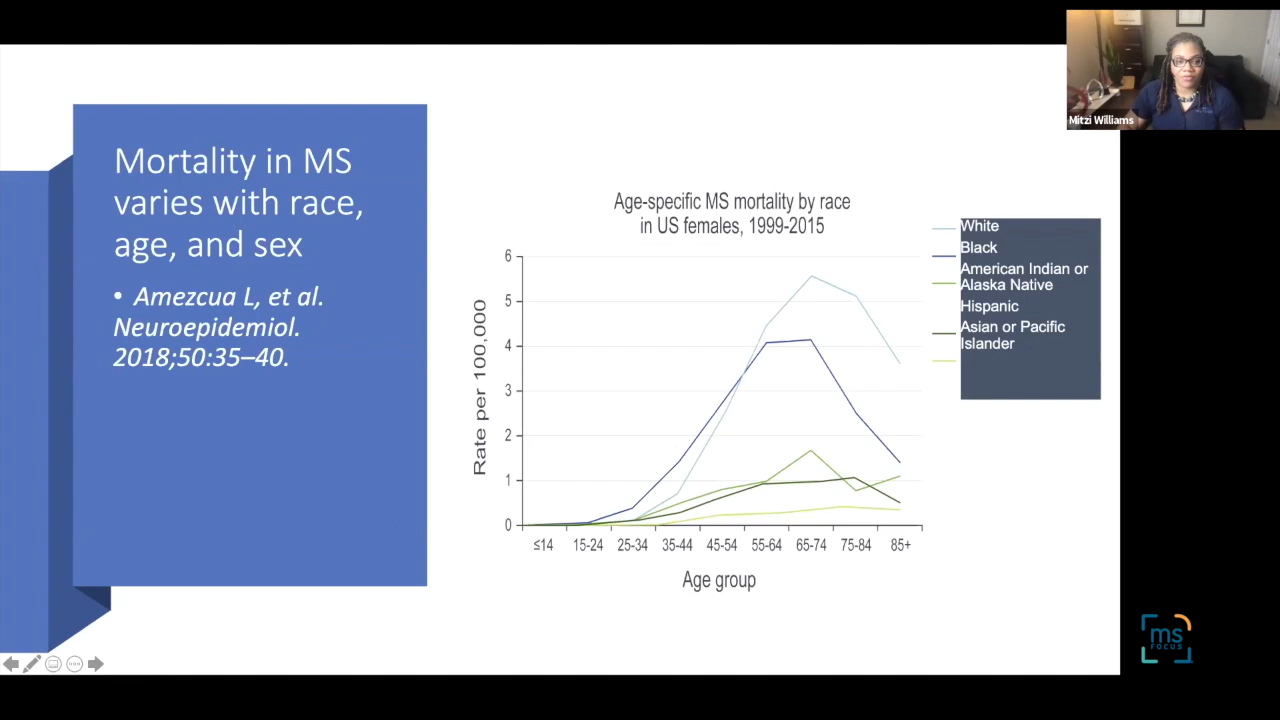 Mitzi Williams
Mortality in MS
varies with race,
age, and sex
• Amezcua L, et al.
Neuroepidemiol.
2018;50:35–40.
Age-specific MS mortality by race
in US females, 1999-2015
White
Black
American Indian or
Alaska Native
Hispanic
Asian or Pacific
Islander
Rate per 100,000
6
5
4
3
2
1
0
≤14 15-24 25-34 35-44 45-54 55-64 65-74 75-84 85+
Age group
ms
FOCUS